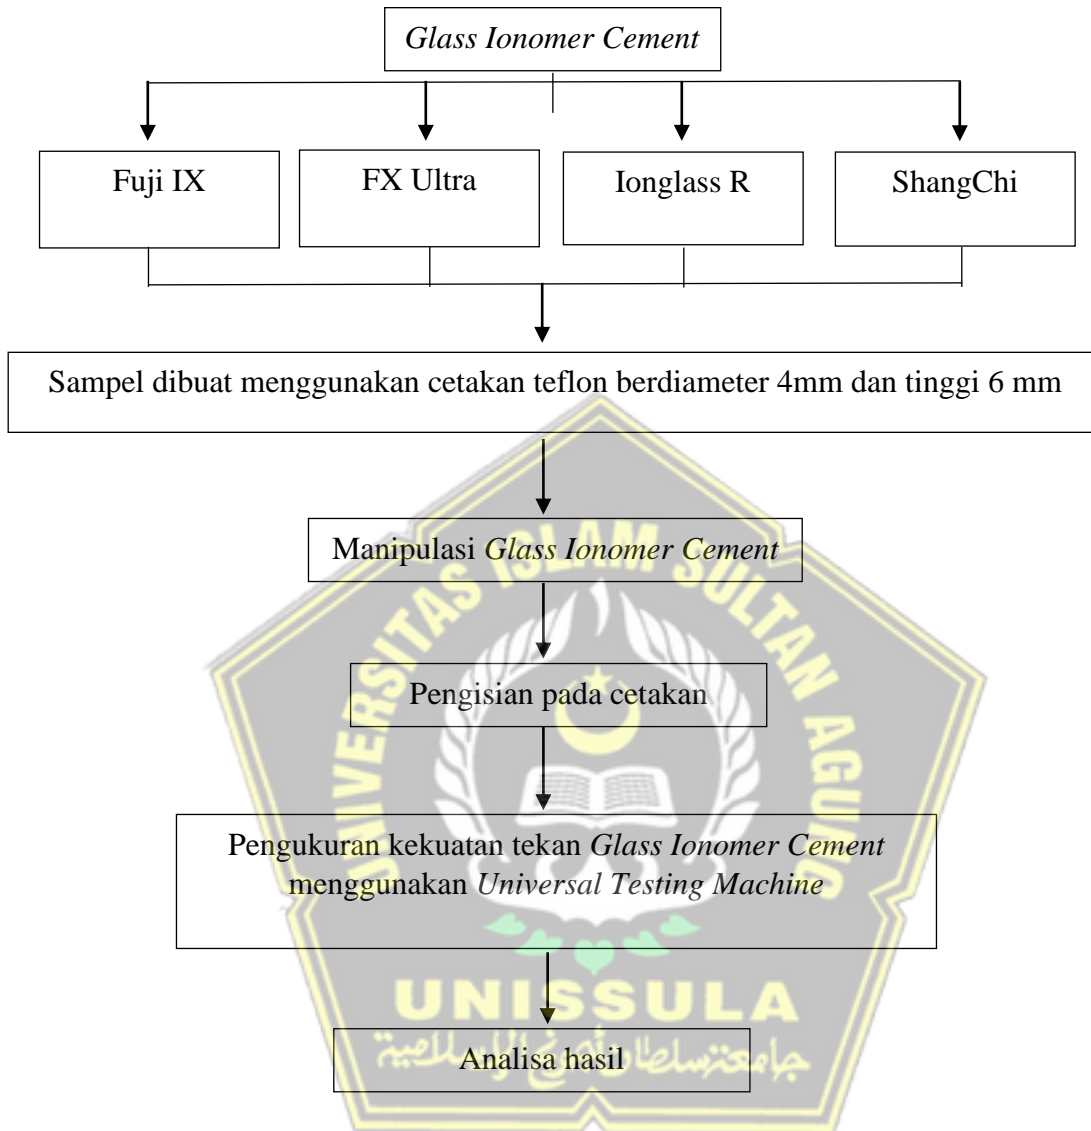 Glass Ionomer Cement
Fuji IX
FX Ultra
Ionglass R
ShangChi
Sampel dibuat menggunakan cetakan teflon berdiameter 4mm dan tinggi 6 mm
Manipulasi Glass Ionomer Cement
Pengisian pada cetakan
Pengukuran kekuatan tekan Glass Ionomer Cement
menggunakan Universal Testing Machine
Analisa hasil
UNIVERSITAS ISLAM SULTAN AGUNG
UNISSULA